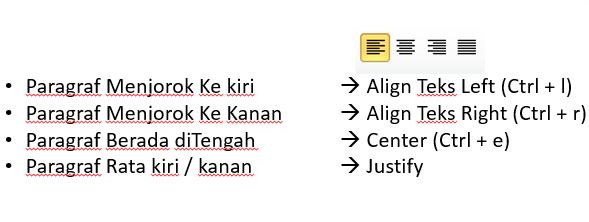 • Paragraf Menjorok Ke kiri → Align Teks Left (Ctrl + l)
• Paragraf Menjorok Ke Kanan → Align Teks Right (Ctrl + r)
• Paragraf Berada diTengah → Center (Ctrl + e)
• Paragraf Rata kiri / kanan → Justify